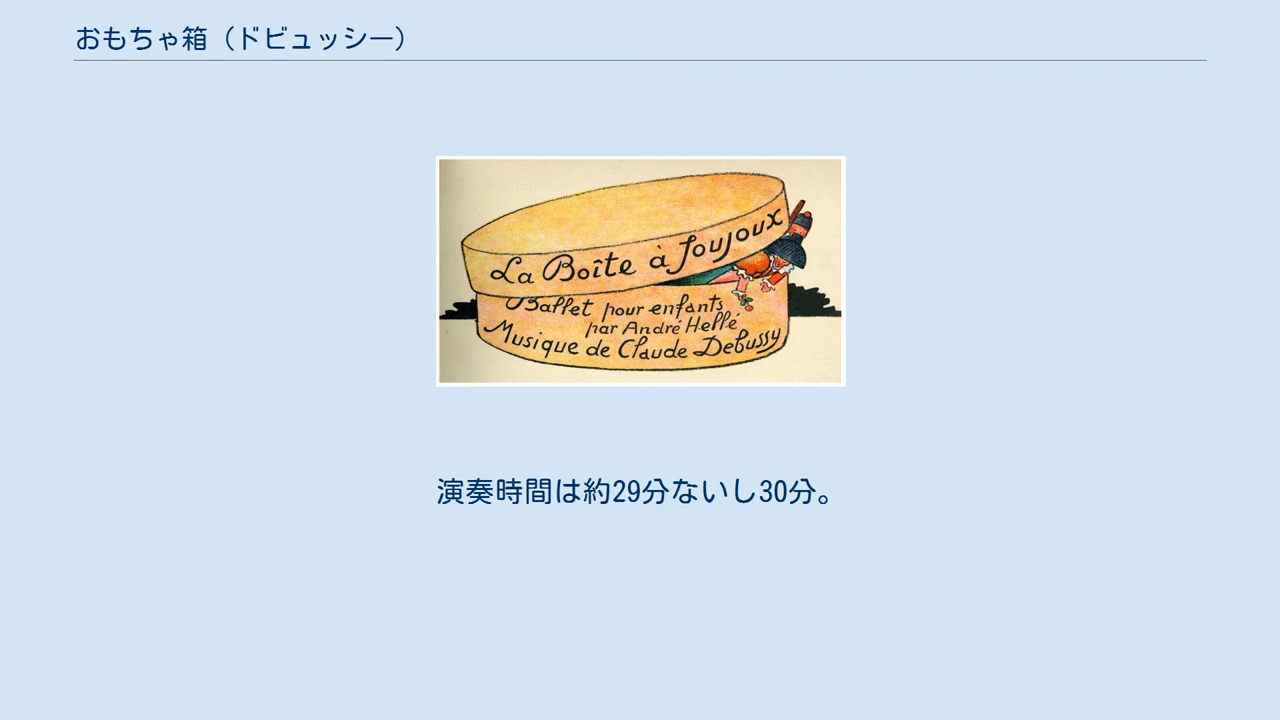 おもちゃ箱（ドビュッシー）
La Boîte à Joujoux
Ballet pour enfants
par André Hellé
Musique de Claude Debussy
演奏時間は約29分ないし30分。